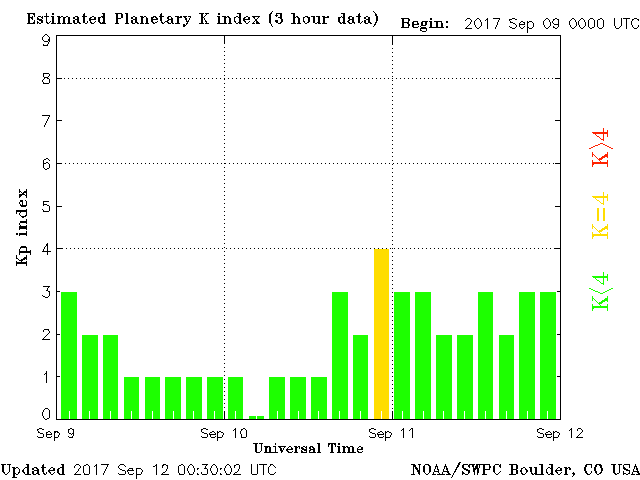 Estimated Planetary K index (3 hour data) Begin: 2017 Sep 09 0000 UTC
9
8
7
6
5
4
3
2
1
0
Kp index
Sep 9 Sep 10 Sep 11 Sep 12
Universal Time
K<4 K=4 K>4
Updated 2017 Sep 12 00:30:02 UTC NOAA/SWPC Boulder, CO USA